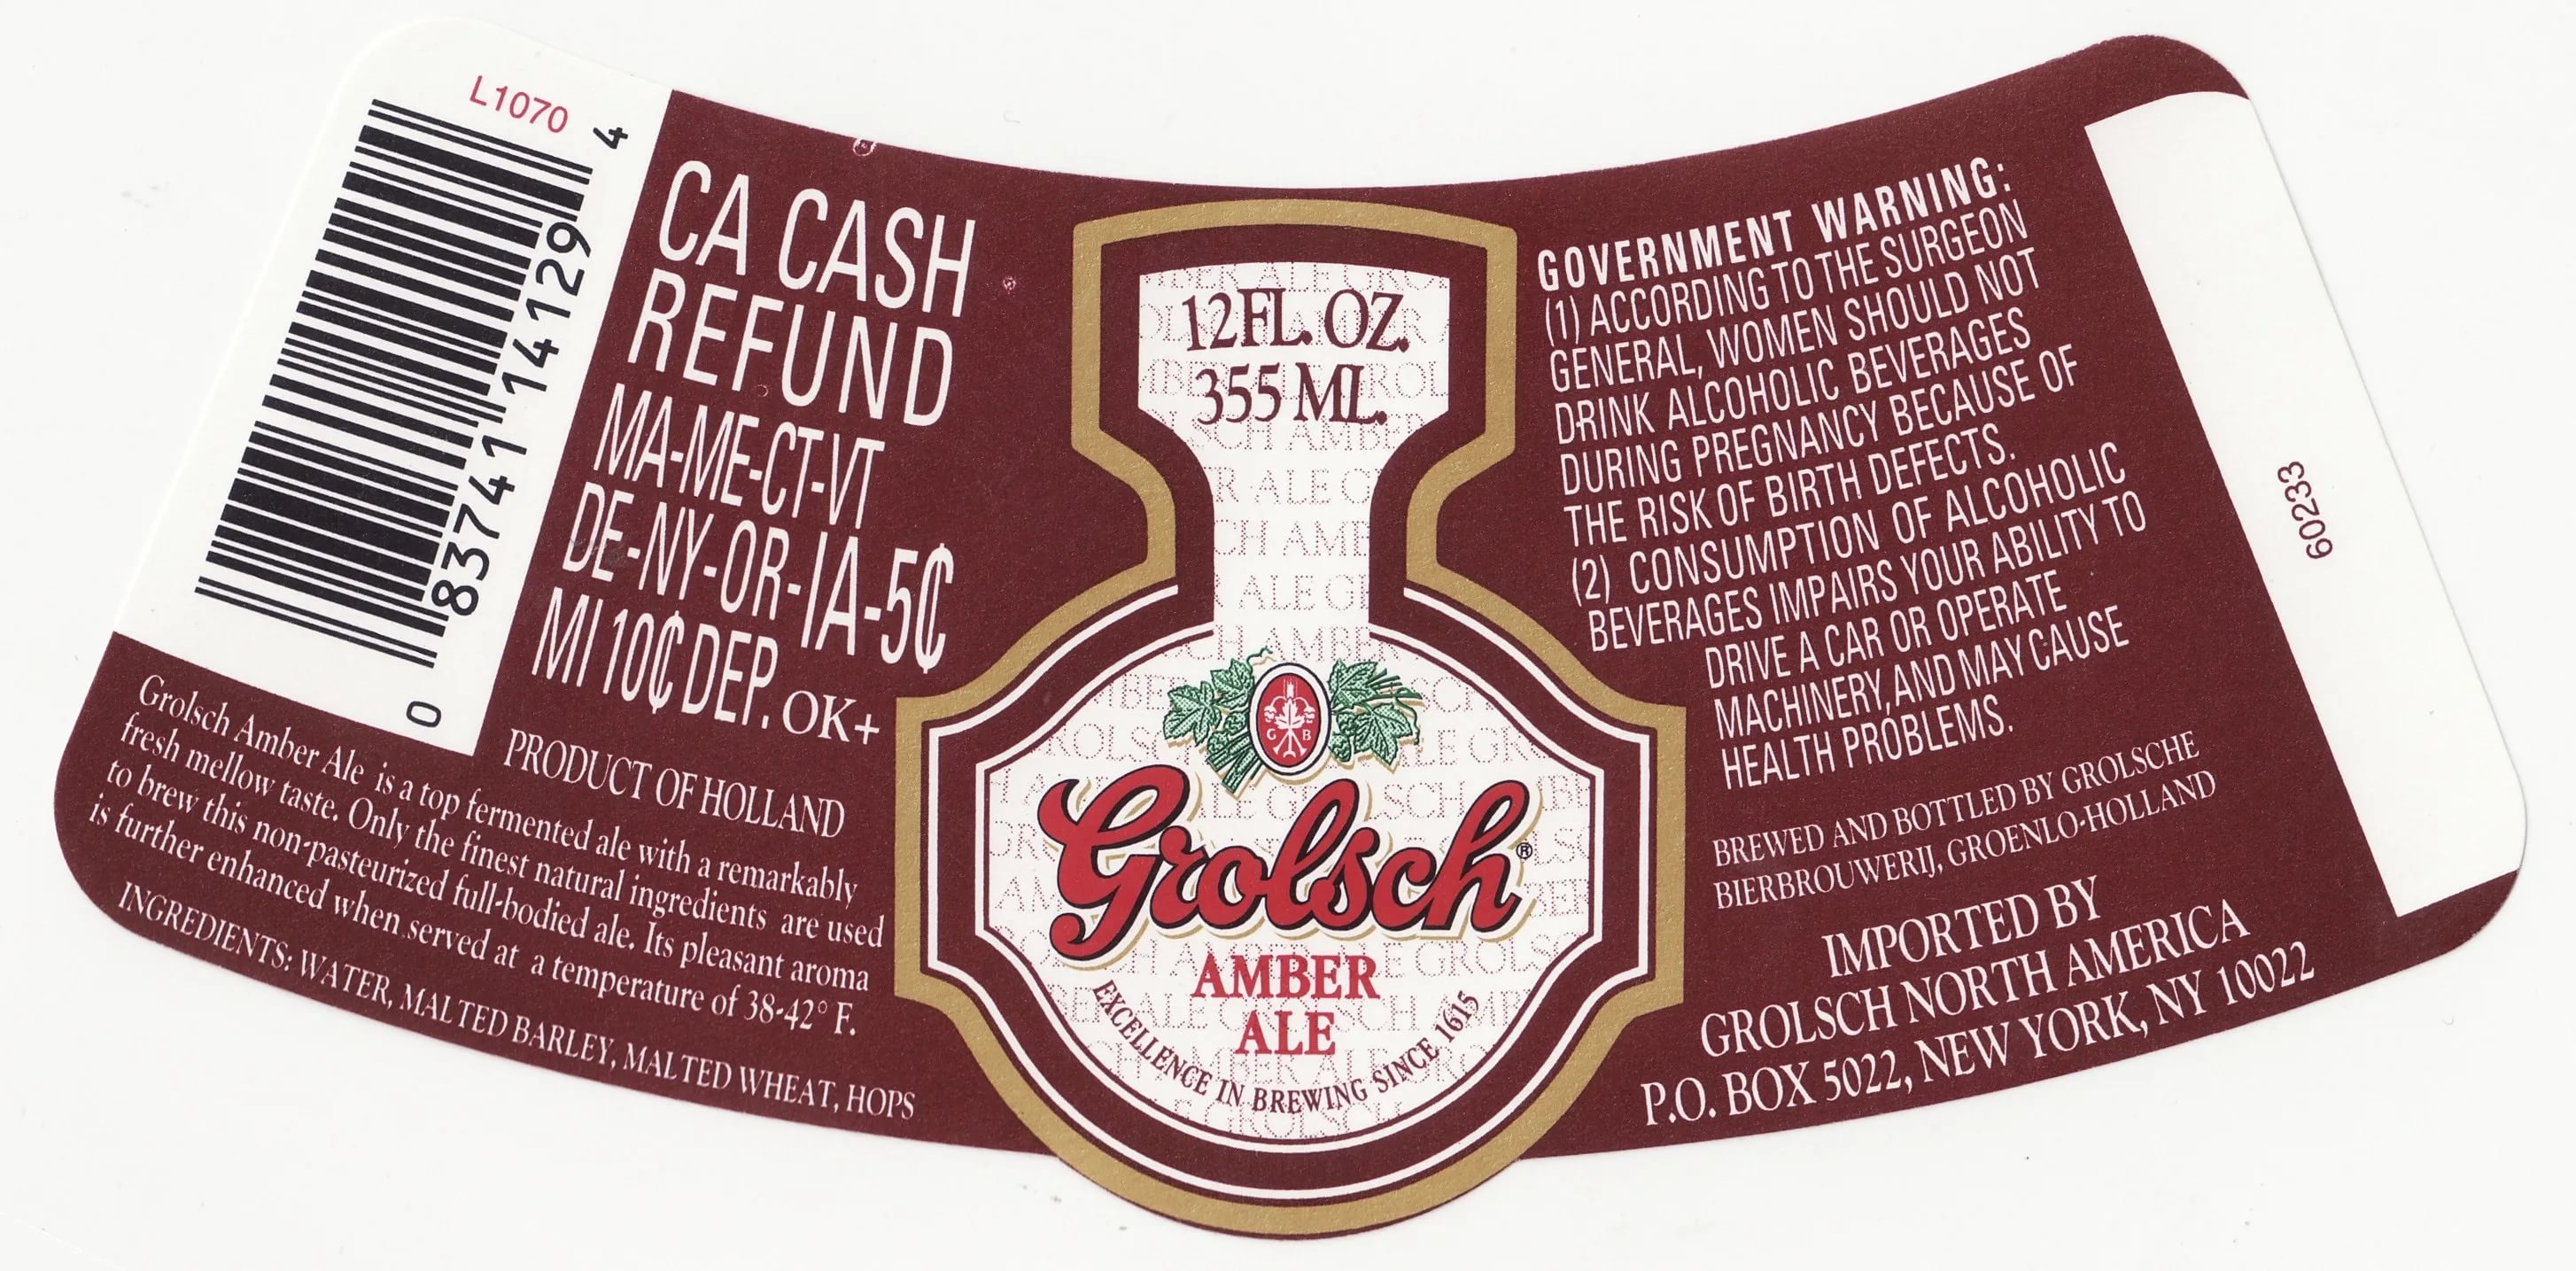 L1070
0 83741 14129 4
CA CASH
REFUND
MA-ME-CT-VT
DE-NY-OR-IA-5¢
MI 10¢ DEP. OK+
PRODUCT OF HOLLAND
Grolsch Amber Ale is a top fermented ale with a remarkably
fresh mellow taste. Only the finest natural ingredients are used
to brew this non-pasteurized full-bodied ale. Its pleasant aroma
is further enhanced when served at a temperature of 38-42° F.
INGREDIENTS: WATER, MALTED BARLEY, MALTED WHEAT, HOPS
12FL. OZ.
355 ML.
G B
Grolsch®
AMBER
ALE
EXCELLENCE IN BREWING SINCE 1615
GOVERNMENT WARNING:
(1) ACCORDING TO THE SURGEON
GENERAL, WOMEN SHOULD NOT
DRINK ALCOHOLIC BEVERAGES
DURING PREGNANCY BECAUSE OF
THE RISK OF BIRTH DEFECTS.
(2) CONSUMPTION OF ALCOHOLIC
BEVERAGES IMPAIRS YOUR ABILITY TO
DRIVE A CAR OR OPERATE
MACHINERY, AND MAY CAUSE
HEALTH PROBLEMS.
BREWED AND BOTTLED BY GROLSCHE
BIERBROUWERIJ, GROENLO-HOLLAND
IMPORTED BY
GROLSCH NORTH AMERICA
P.O. BOX 5022, NEW YORK, NY 10022
60233